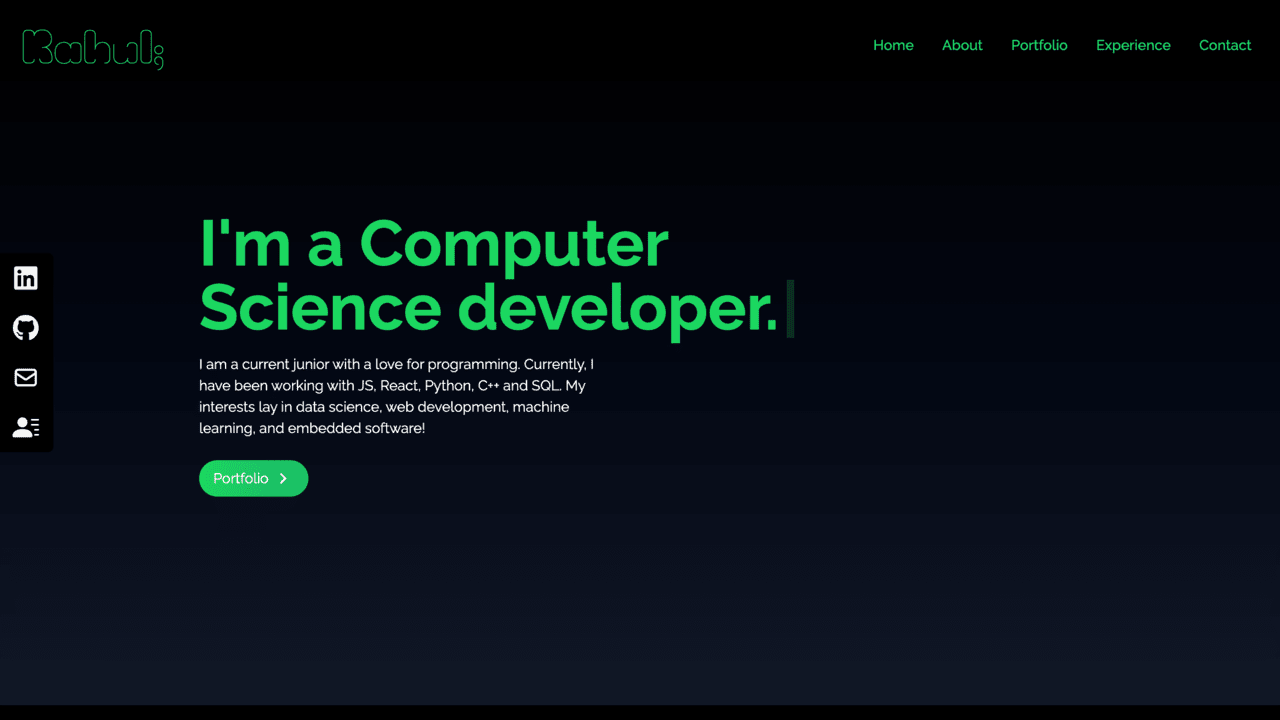 Rahul;
Home
About
Portfolio
Experience
Contact
I'm a Computer
Science developer.
in
I am a current junior with a love for programming. Currently, I
have been working with JS, React, Python, C++ and SQL. My
interests lay in data science, web development, machine
learning, and embedded software!
Portfolio